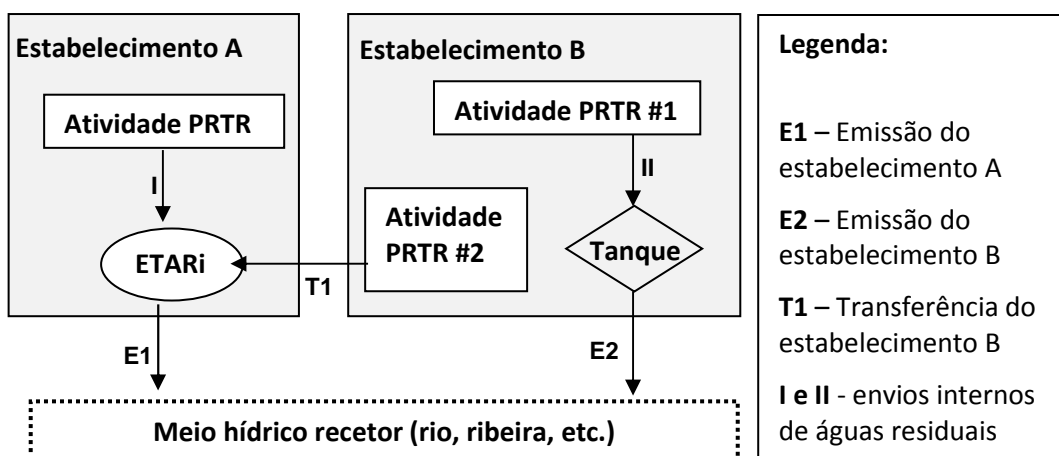 Estabelecimento A
Atividade PRTR
I
ETARi
E1
Estabelecimento B
Atividade PRTR #1
II
Atividade
PRTR #2
Tanque
T1
E2
Meio hídrico recetor (rio, ribeira, etc.)
Legenda:
E1 – Emissão do
estabelecimento A
E2 – Emissão do
estabelecimento B
T1 – Transferência do
estabelecimento B
I e II - envios internos
de águas residuais